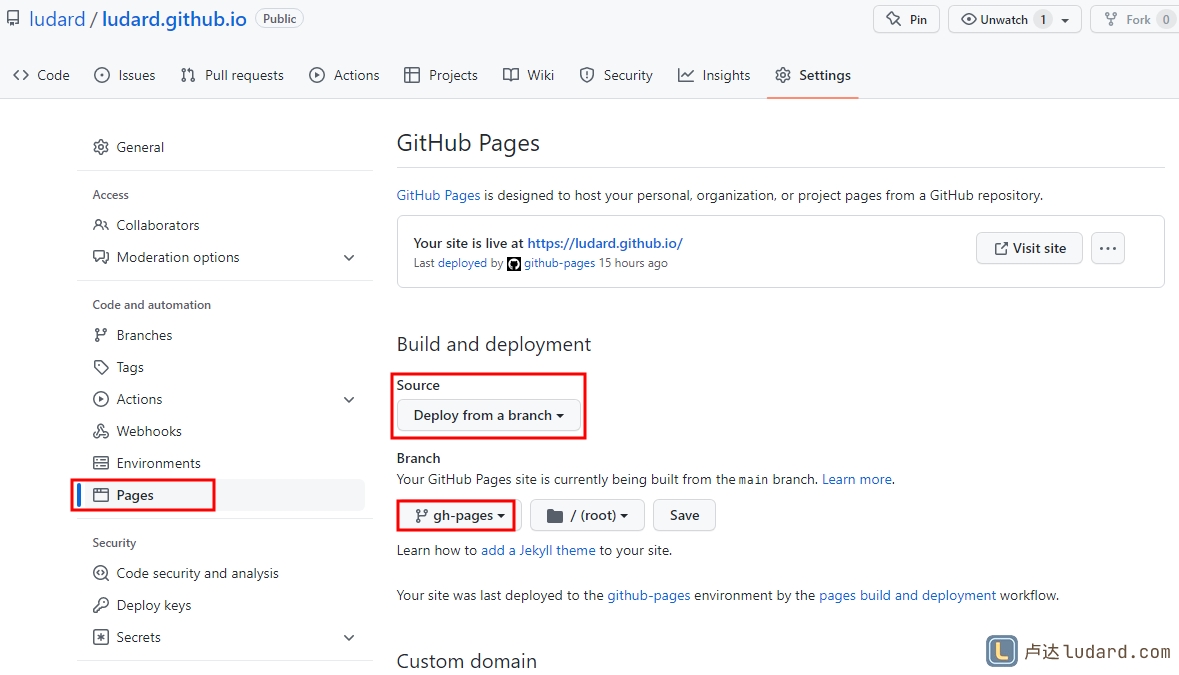 ludard / ludard.github.io Public Pin Unwatch 1 Fork 0
Code Issues Pull requests Actions Projects Wiki Security Insights Settings
General
Access
Collaborators
Moderation options
Code and automation
Branches
Tags
Actions
Webhooks
Environments
Pages
Security
Code security and analysis
Deploy keys
Secrets
GitHub Pages
GitHub Pages is designed to host your personal, organization, or project pages from a GitHub repository.
Your site is live at https://ludard.github.io/
Last deployed by github-pages 15 hours ago
Visit site
Build and deployment
Source
Deploy from a branch
Branch
Your GitHub Pages site is currently being built from the main branch. Learn more.
gh-pages / (root) Save
Learn how to add a Jekyll theme to your site.
Your site was last deployed to the github-pages environment by the pages build and deployment workflow.
Custom domain
L 卢达ludard.com